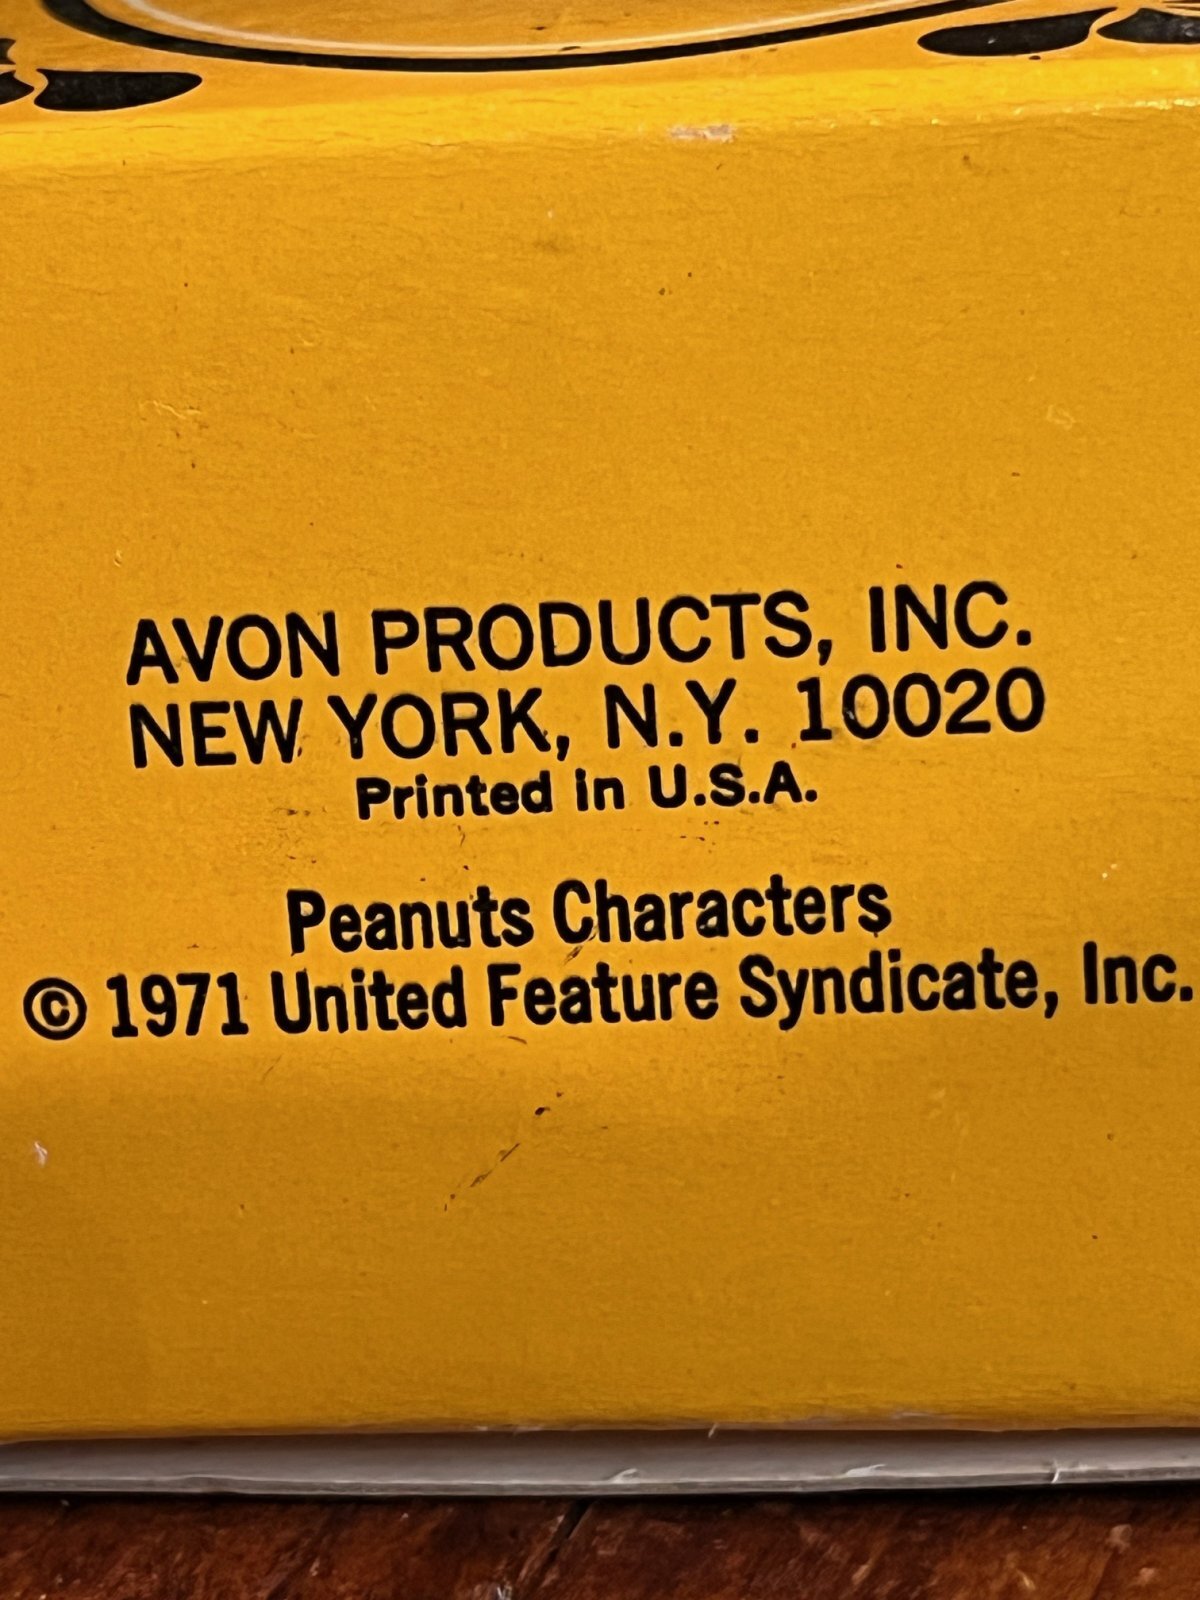 AVON PRODUCTS, INC.
NEW YORK, N.Y. 10020
Printed in U.S.A.
Peanuts Characters
© 1971 United Feature Syndicate, Inc.